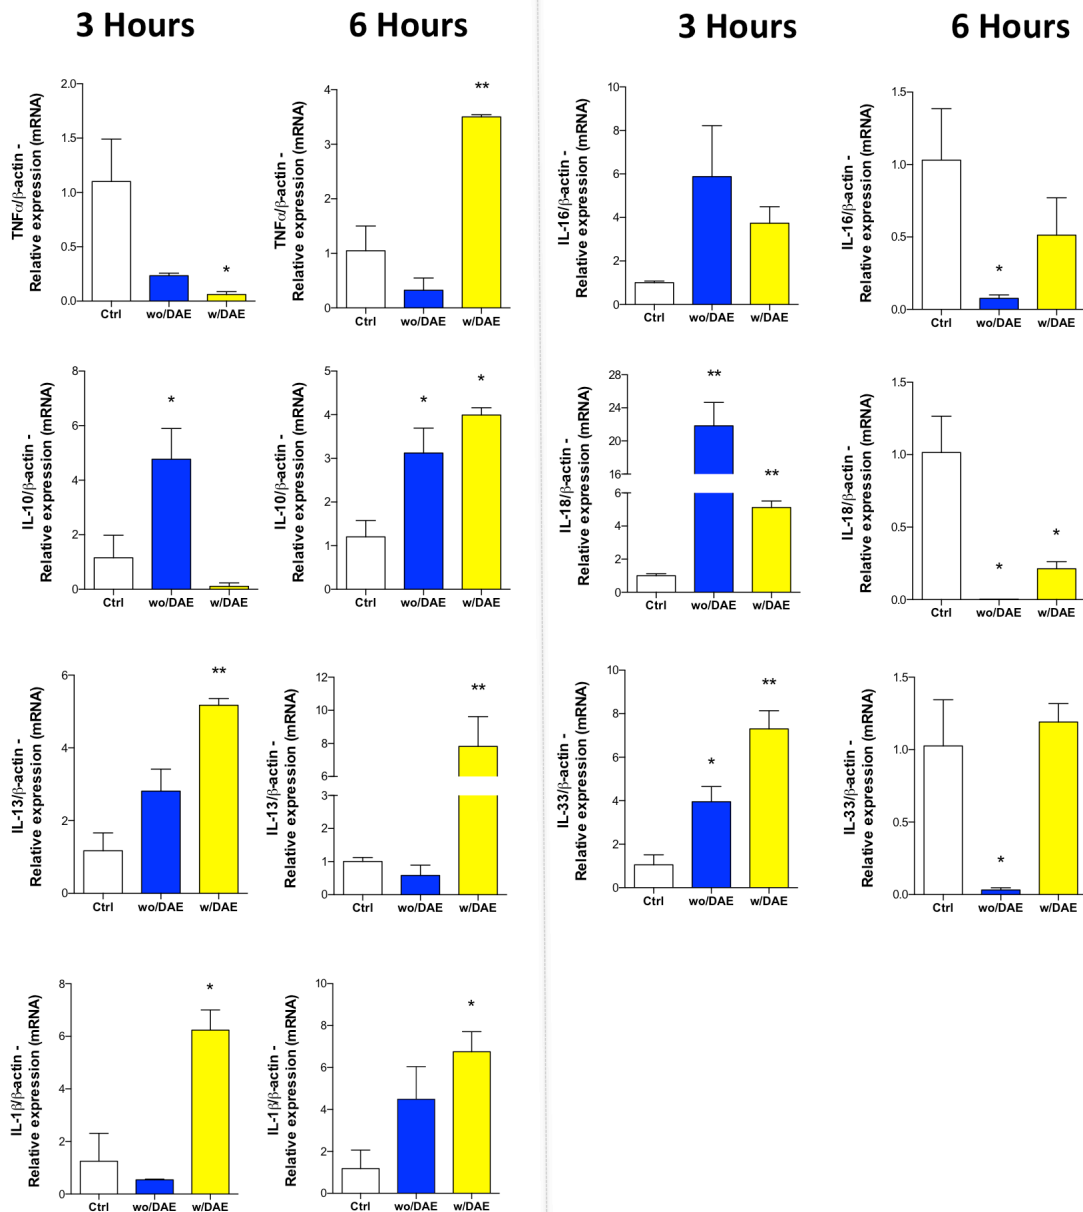 3 Hours
6 Hours
3 Hours
6 Hours
TNFα/β-actin -
Relative expression (mRNA)
2.0
1.5
1.0
0.5
0.0
*
Ctrl wo/DAE w/DAE
TNFα/β-actin -
Relative expression (mRNA)
4
3
2
1
0
**
Ctrl wo/DAE w/DAE
IL-16/β-actin -
Relative expression (mRNA)
10
8
6
4
2
0
Ctrl wo/DAE w/DAE
IL-16/β-actin -
Relative expression (mRNA)
1.5
1.0
0.5
0.0
*
Ctrl wo/DAE w/DAE
IL-10/β-actin -
Relative expression (mRNA)
8
6
4
2
0
*
Ctrl wo/DAE w/DAE
IL-10/β-actin -
Relative expression (mRNA)
5
4
3
2
1
0
*
*
Ctrl wo/DAE w/DAE
IL-18/β-actin -
Relative expression (mRNA)
28
24
20
16
6
4
2
0
**
**
Ctrl wo/DAE w/DAE
IL-18/β-actin -
Relative expression (mRNA)
1.5
1.0
0.5
0.0
*
*
Ctrl wo/DAE w/DAE
IL-13/β-actin -
Relative expression (mRNA)
6
4
2
0
**
Ctrl wo/DAE w/DAE
IL-13/β-actin -
Relative expression (mRNA)
12
10
8
6
3
2
1
0
**
Ctrl wo/DAE w/DAE
IL-33/β-actin -
Relative expression (mRNA)
10
8
6
4
2
0
*
**
Ctrl wo/DAE w/DAE
IL-33/β-actin -
Relative expression (mRNA)
1.5
1.0
0.5
0.0
*
Ctrl wo/DAE w/DAE
IL-1β/β-actin -
Relative expression (mRNA)
8
6
4
2
0
*
Ctrl wo/DAE w/DAE
IL-1β/β-actin -
Relative expression (mRNA)
10
8
6
4
2
0
*
Ctrl wo/DAE w/DAE